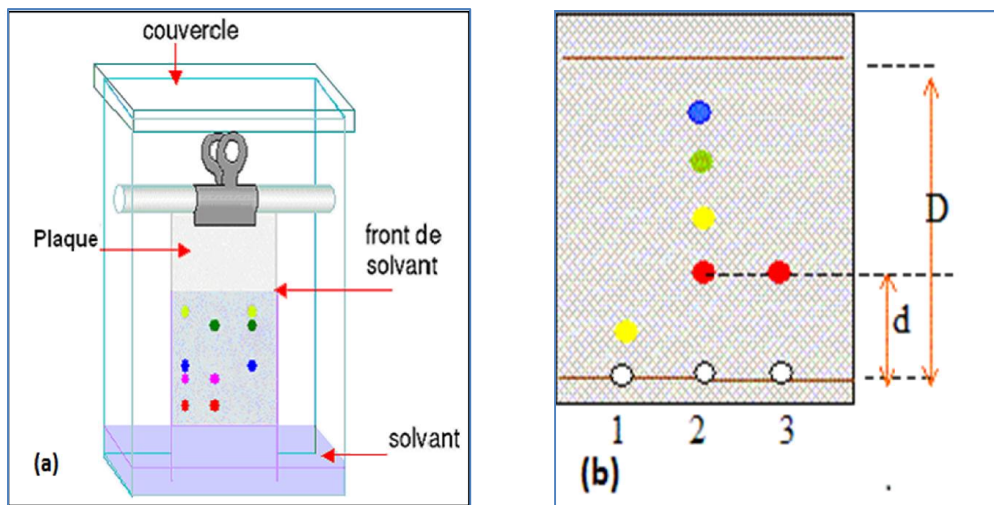 couvercle
Plaque
front de
solvant
solvant
(a)
D
d
1 2 3
(b)